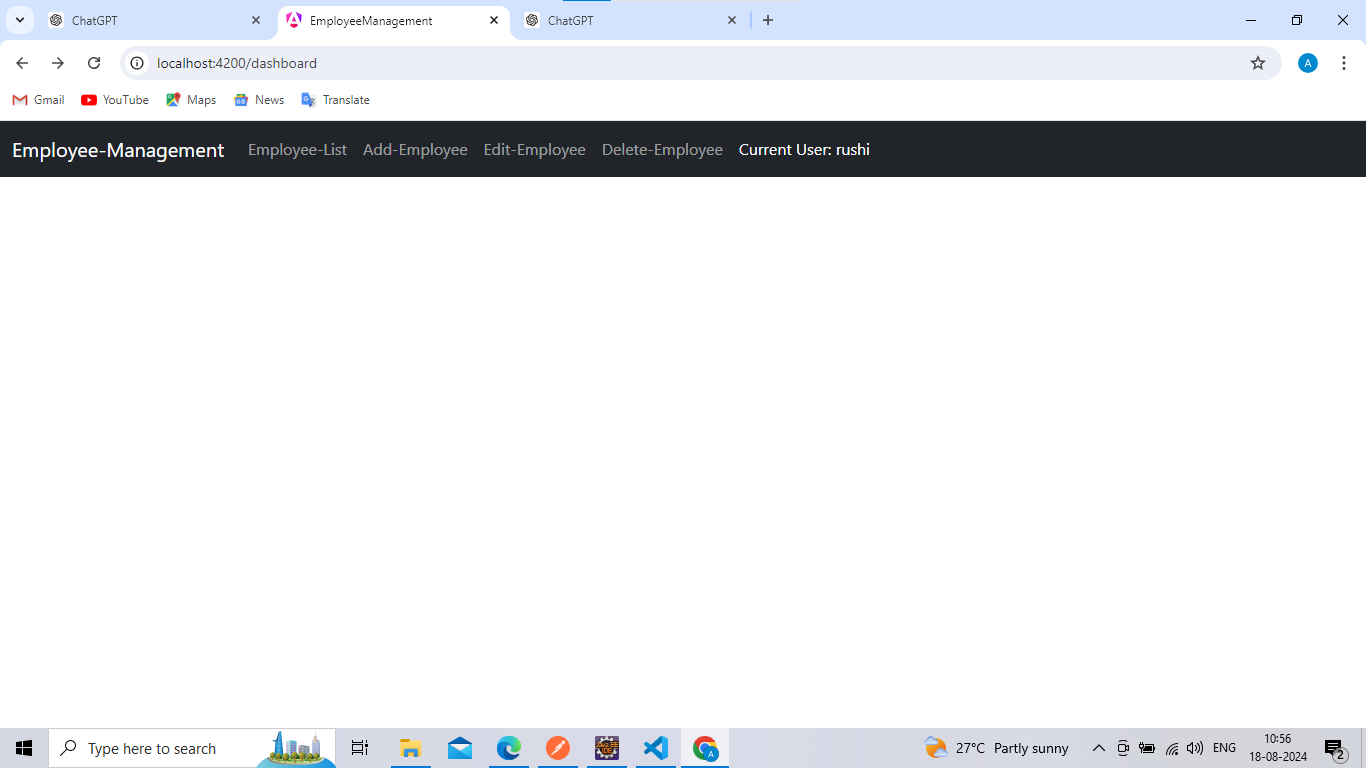 ChatGPT
EmployeeManagement
ChatGPT
localhost:4200/dashboard
A
Gmail
YouTube
Maps
News
Translate
Employee-Management Employee-List Add-Employee Edit-Employee Delete-Employee Current User: rushi
Type here to search
A
27°C Partly sunny
ENG
10:56
18-08-2024
2